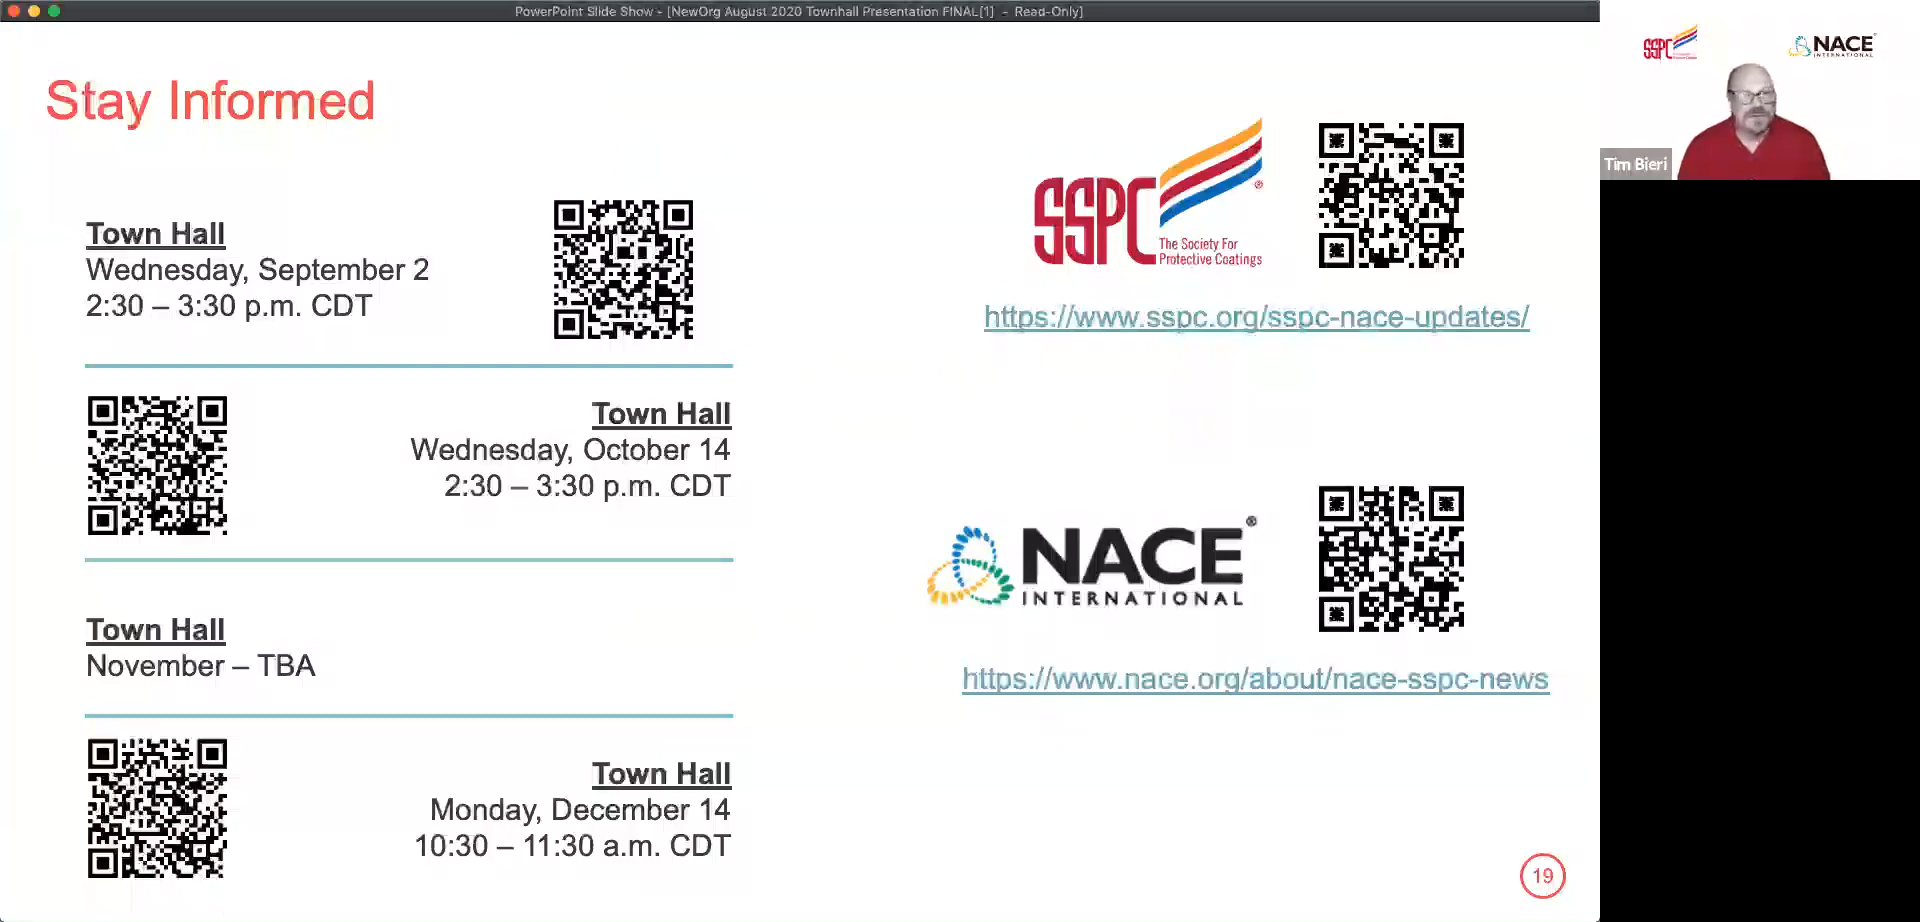 PowerPoint Slide Show - [NewOrg August 2020 Townhall Presentation FINAL[1] - Read-Only]
Stay Informed
Town Hall
Wednesday, September 2
2:30 – 3:30 p.m. CDT
Town Hall
Wednesday, October 14
2:30 – 3:30 p.m. CDT
Town Hall
November – TBA
Town Hall
Monday, December 14
10:30 – 11:30 a.m. CDT
SSPC®
The Society For
Protective Coatings
https://www.sspc.org/sspc-nace-updates/
NACE®
INTERNATIONAL
https://www.nace.org/about/nace-sspc-news
19
SSPC
NACE
INTERNATIONAL
Tim Bieri